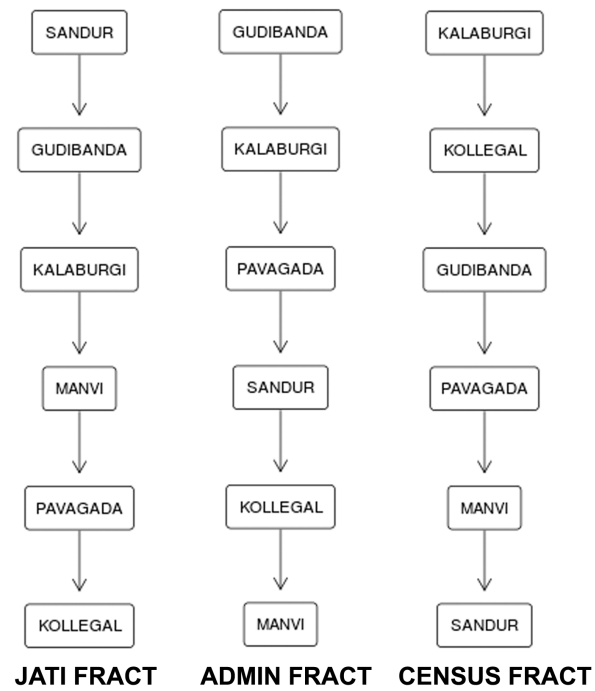 SANDUR
GUDIBANDA
KALABURGI
MANVI
PAVAGADA
KOLLEGAL
JATI FRACT
GUDIBANDA
KALABURGI
PAVAGADA
SANDUR
KOLLEGAL
MANVI
ADMIN FRACT
KALABURGI
KOLLEGAL
GUDIBANDA
PAVAGADA
MANVI
SANDUR
CENSUS FRACT